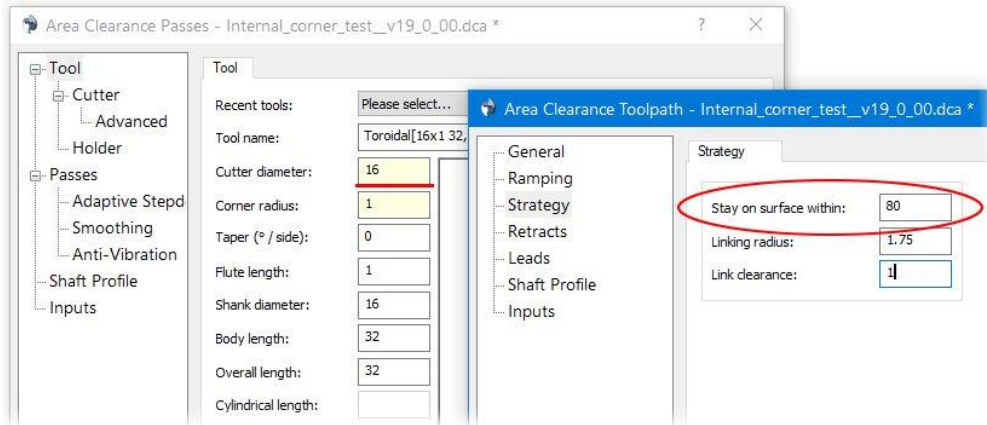 Area Clearance Passes - Internal_corner_test__v19_0_00.dca *
? ×
Tool
Cutter
Advanced
Holder
Passes
Adaptive Stepd
Smoothing
Anti-Vibration
Shaft Profile
Inputs
Tool
Recent tools: Please select...
Tool name: Toroidal[16x1 32,
Cutter diameter: 16
Corner radius: 1
Taper (° / side): 0
Flute length: 1
Shank diameter: 16
Body length: 32
Overall length: 32
Cylindrical length:
Area Clearance Toolpath - Internal_corner_test__v19_0_00.dca *
General
Ramping
Strategy
Retracts
Leads
Shaft Profile
Inputs
Strategy
Stay on surface within: 80
Linking radius: 1.75
Link clearance: 1